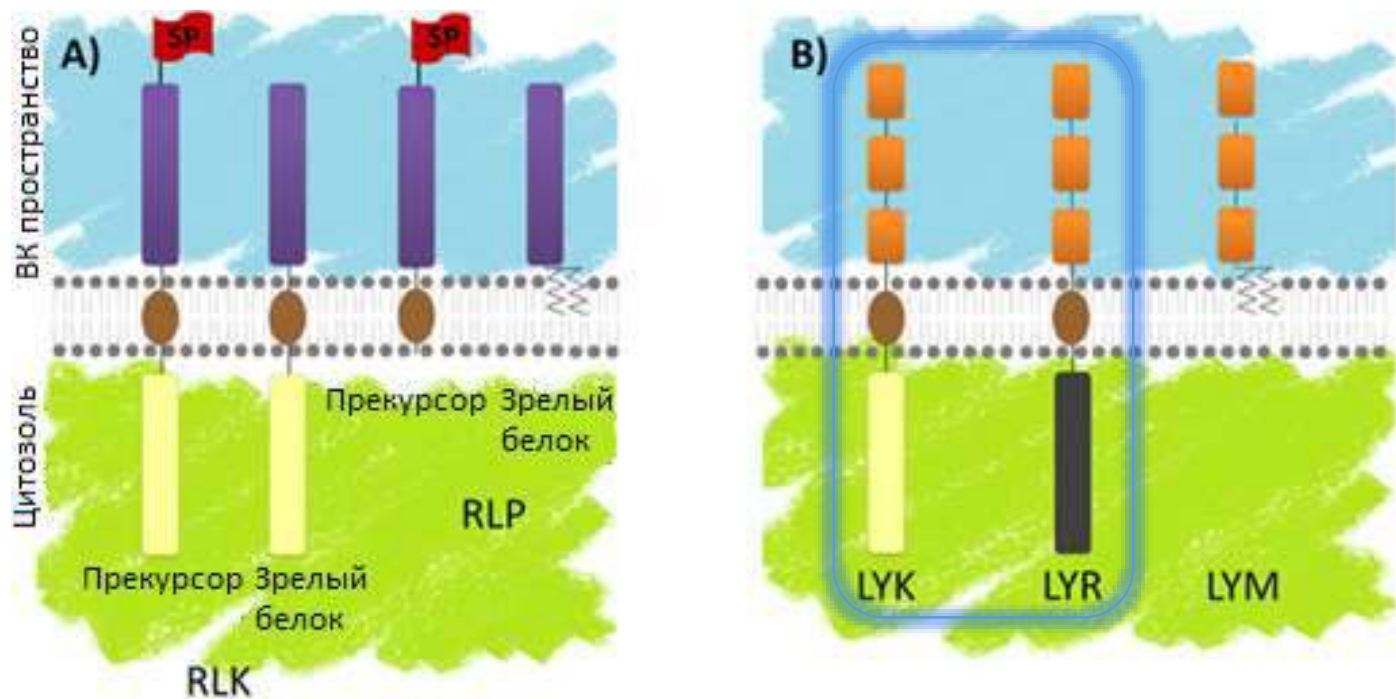 A)
SP
SP
ВК пространство
Цитозоль
Прекурсор Зрелый
белок
RLP
Прекурсор Зрелый
белок
RLK
B)
LYK
LYR
LYM